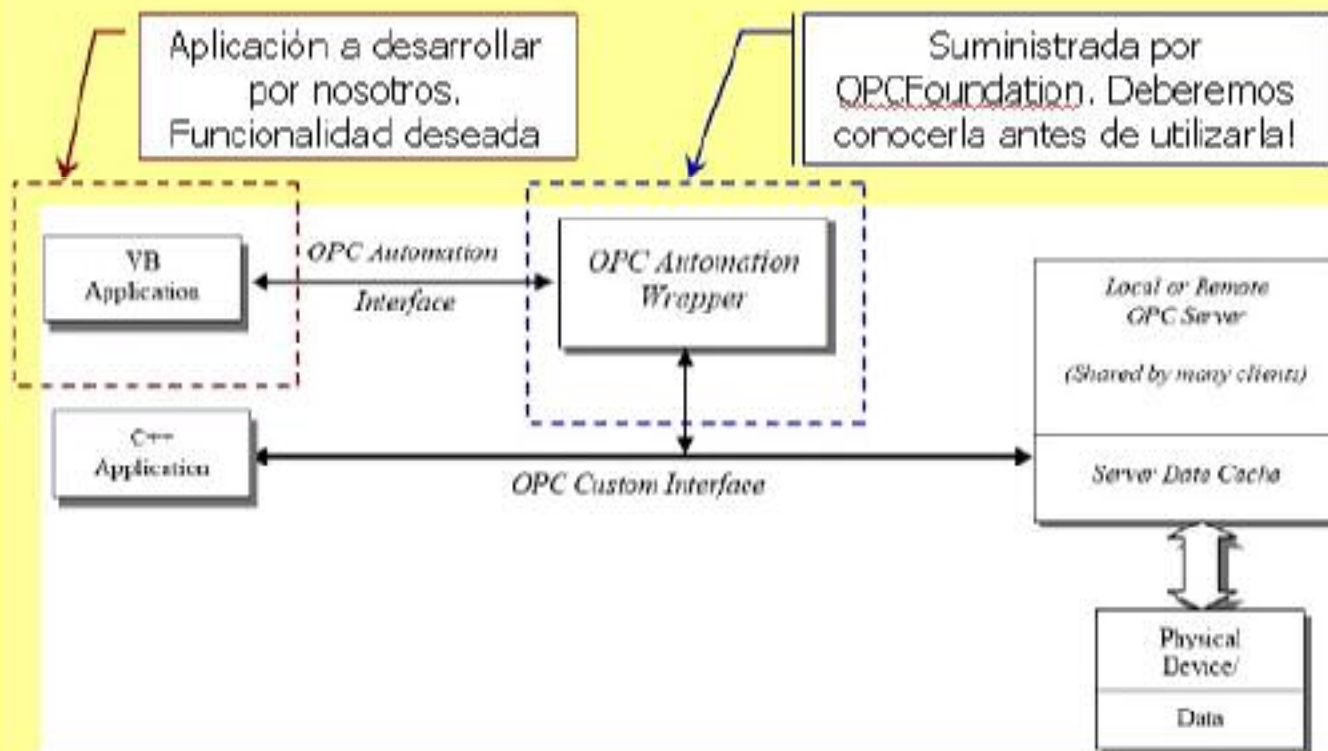 Aplicación a desarrollar
por nosotros.
Funcionalidad deseada
Suministrada por
OPCFoundation. Deberemos
conocerla antes de utilizarla!
VB
Application
OPC Automation
Interface
OPC Automation
Wrapper
Local or Remote
OPC Server
(Shared by many clients)
C++
Application
OPC Custom Interface
Server Data Cache
Physical
Device/
Data